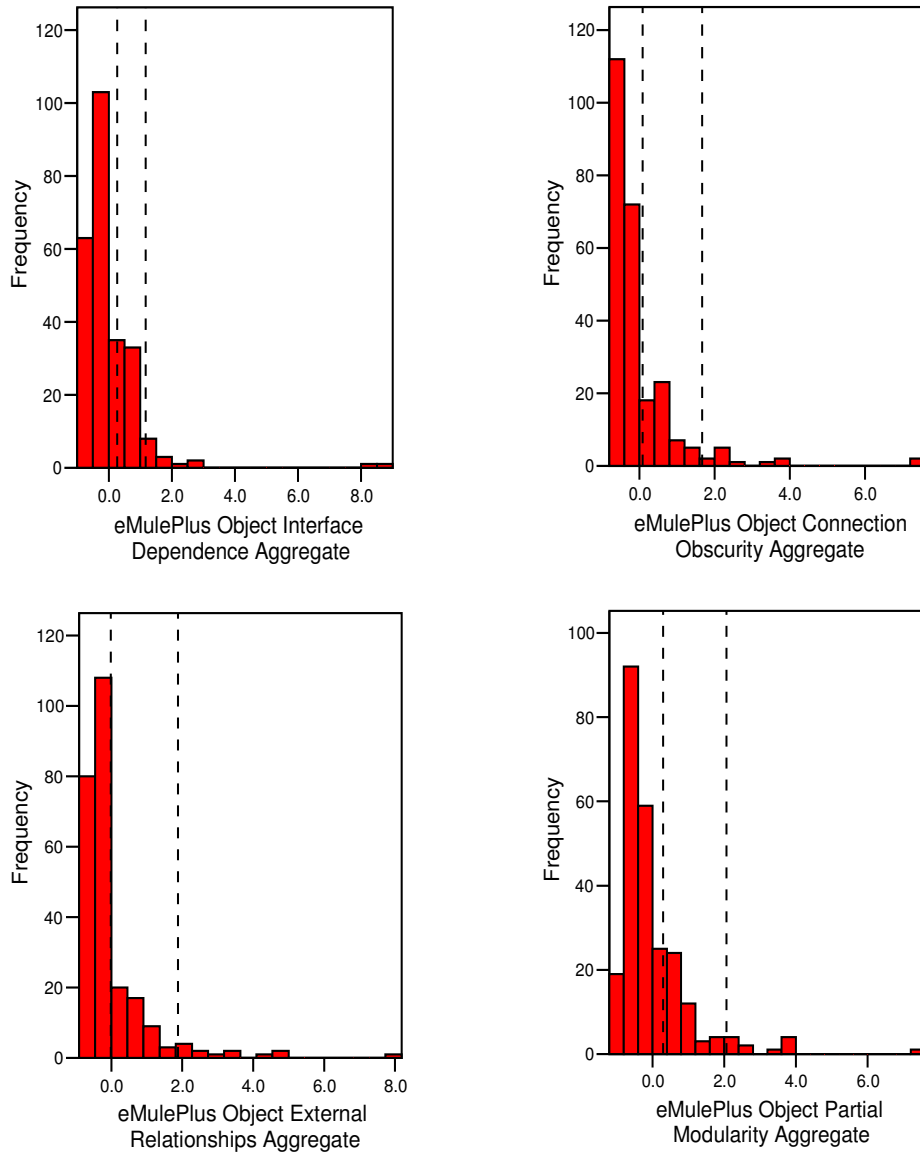 120
100
80
60
40
20
0
Frequency
0.0 2.0 4.0 6.0 8.0
eMulePlus Object Interface
Dependence Aggregate
120
100
80
60
40
20
0
Frequency
0.0 2.0 4.0 6.0
eMulePlus Object Connection
Obscurity Aggregate
120
100
80
60
40
20
0
Frequency
0.0 2.0 4.0 6.0 8.0
eMulePlus Object External
Relationships Aggregate
100
80
60
40
20
0
Frequency
0.0 2.0 4.0 6.0
eMulePlus Object Partial
Modularity Aggregate